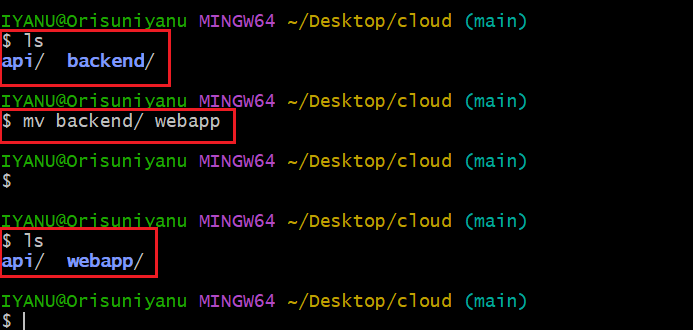 IYANU@Orisuniyanu MINGW64 ~/Desktop/cloud (main)
$ ls
api/  backend/
IYANU@Orisuniyanu MINGW64 ~/Desktop/cloud (main)
$ mv backend/ webapp
IYANU@Orisuniyanu MINGW64 ~/Desktop/cloud (main)
$
IYANU@Orisuniyanu MINGW64 ~/Desktop/cloud (main)
$ ls
api/  webapp/
IYANU@Orisuniyanu MINGW64 ~/Desktop/cloud (main)
$